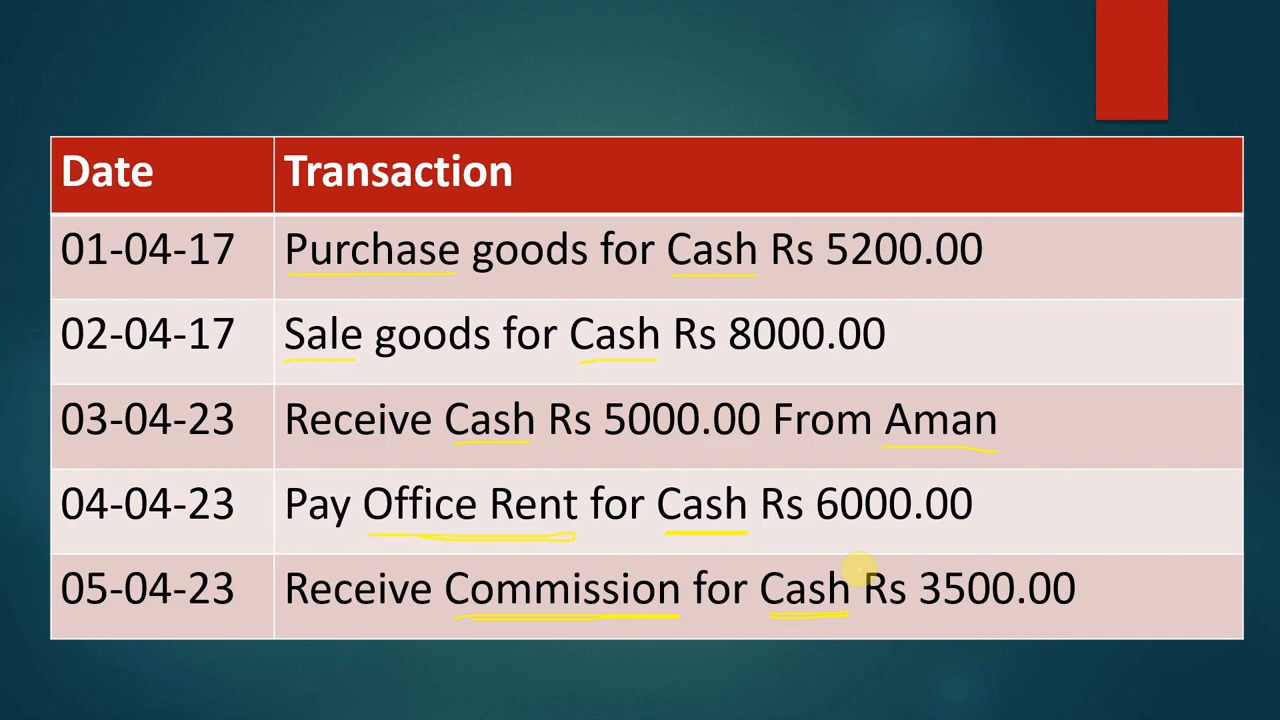 Date Transaction
01-04-17 Purchase goods for Cash Rs 5200.00
02-04-17 Sale goods for Cash Rs 8000.00
03-04-23 Receive Cash Rs 5000.00 From Aman
04-04-23 Pay Office Rent for Cash Rs 6000.00
05-04-23 Receive Commission for Cash Rs 3500.00